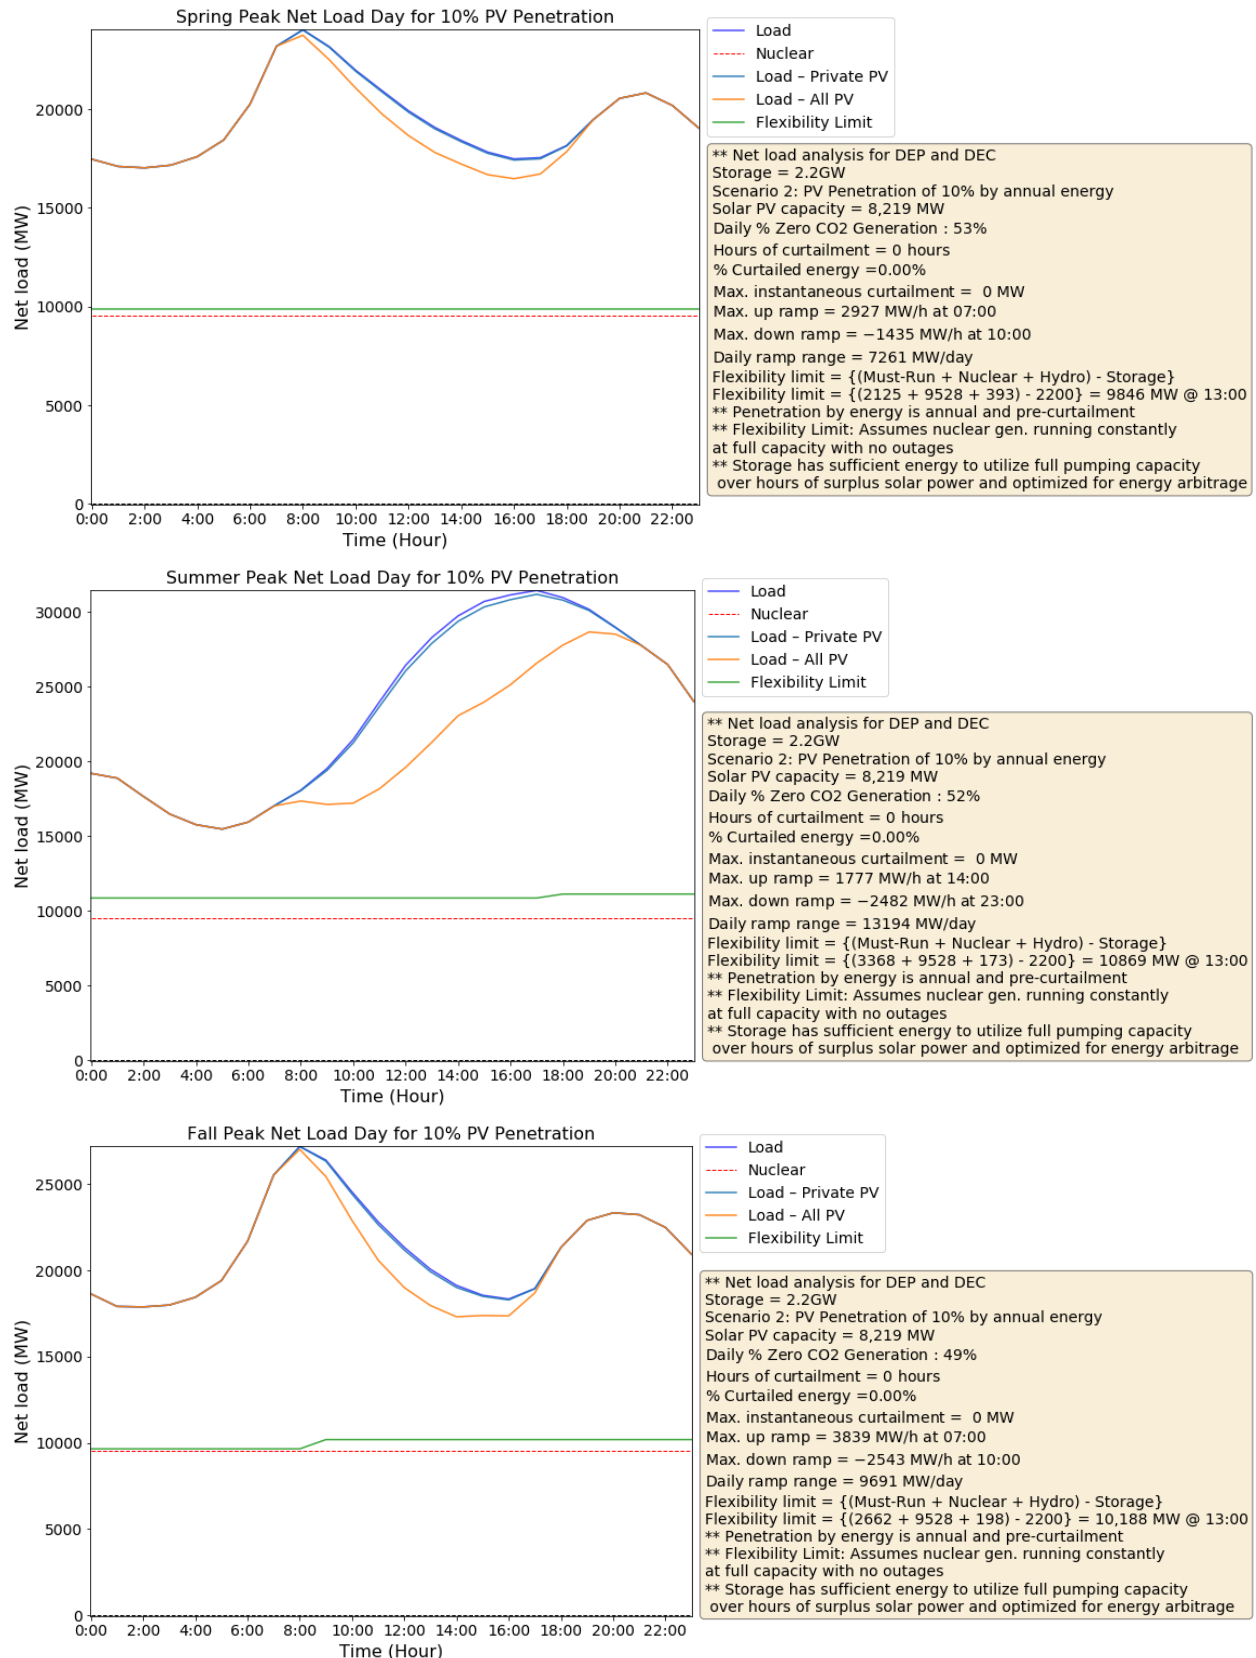 Spring Peak Net Load Day for 10% PV Penetration
Net load (MW)
20000
15000
10000
5000
0
0:00 2:00 4:00 6:00 8:00 10:00 12:00 14:00 16:00 18:00 20:00 22:00
Time (Hour)
Load
Nuclear
Load – Private PV
Load – All PV
Flexibility Limit
** Net load analysis for DEP and DEC
Storage = 2.2GW
Scenario 2: PV Penetration of 10% by annual energy
Solar PV capacity = 8,219 MW
Daily % Zero CO2 Generation : 53%
Hours of curtailment = 0 hours
% Curtailed energy =0.00%
Max. instantaneous curtailment =  0 MW
Max. up ramp = 2927 MW/h at 07:00
Max. down ramp = −1435 MW/h at 10:00
Daily ramp range = 7261 MW/day
Flexibility limit = {(Must-Run + Nuclear + Hydro) - Storage}
Flexibility limit = {(2125 + 9528 + 393) - 2200} = 9846 MW @ 13:00
** Penetration by energy is annual and pre-curtailment
** Flexibility Limit: Assumes nuclear gen. running constantly
at full capacity with no outages
** Storage has sufficient energy to utilize full pumping capacity
over hours of surplus solar power and optimized for energy arbitrage
Summer Peak Net Load Day for 10% PV Penetration
Net load (MW)
30000
25000
20000
15000
10000
5000
0
0:00 2:00 4:00 6:00 8:00 10:00 12:00 14:00 16:00 18:00 20:00 22:00
Time (Hour)
Load
Nuclear
Load – Private PV
Load – All PV
Flexibility Limit
** Net load analysis for DEP and DEC
Storage = 2.2GW
Scenario 2: PV Penetration of 10% by annual energy
Solar PV capacity = 8,219 MW
Daily % Zero CO2 Generation : 52%
Hours of curtailment = 0 hours
% Curtailed energy =0.00%
Max. instantaneous curtailment =  0 MW
Max. up ramp = 1777 MW/h at 14:00
Max. down ramp = −2482 MW/h at 23:00
Daily ramp range = 13194 MW/day
Flexibility limit = {(Must-Run + Nuclear + Hydro) - Storage}
Flexibility limit = {(3368 + 9528 + 173) - 2200} = 10869 MW @ 13:00
** Penetration by energy is annual and pre-curtailment
** Flexibility Limit: Assumes nuclear gen. running constantly
at full capacity with no outages
** Storage has sufficient energy to utilize full pumping capacity
over hours of surplus solar power and optimized for energy arbitrage
Fall Peak Net Load Day for 10% PV Penetration
Net load (MW)
25000
20000
15000
10000
5000
0
0:00 2:00 4:00 6:00 8:00 10:00 12:00 14:00 16:00 18:00 20:00 22:00
Time (Hour)
Load
Nuclear
Load – Private PV
Load – All PV
Flexibility Limit
** Net load analysis for DEP and DEC
Storage = 2.2GW
Scenario 2: PV Penetration of 10% by annual energy
Solar PV capacity = 8,219 MW
Daily % Zero CO2 Generation : 49%
Hours of curtailment = 0 hours
% Curtailed energy =0.00%
Max. instantaneous curtailment =  0 MW
Max. up ramp = 3839 MW/h at 07:00
Max. down ramp = −2543 MW/h at 10:00
Daily ramp range = 9691 MW/day
Flexibility limit = {(Must-Run + Nuclear + Hydro) - Storage}
Flexibility limit = {(2662 + 9528 + 198) - 2200} = 10,188 MW @ 13:00
** Penetration by energy is annual and pre-curtailment
** Flexibility Limit: Assumes nuclear gen. running constantly
at full capacity with no outages
** Storage has sufficient energy to utilize full pumping capacity
over hours of surplus solar power and optimized for energy arbitrage